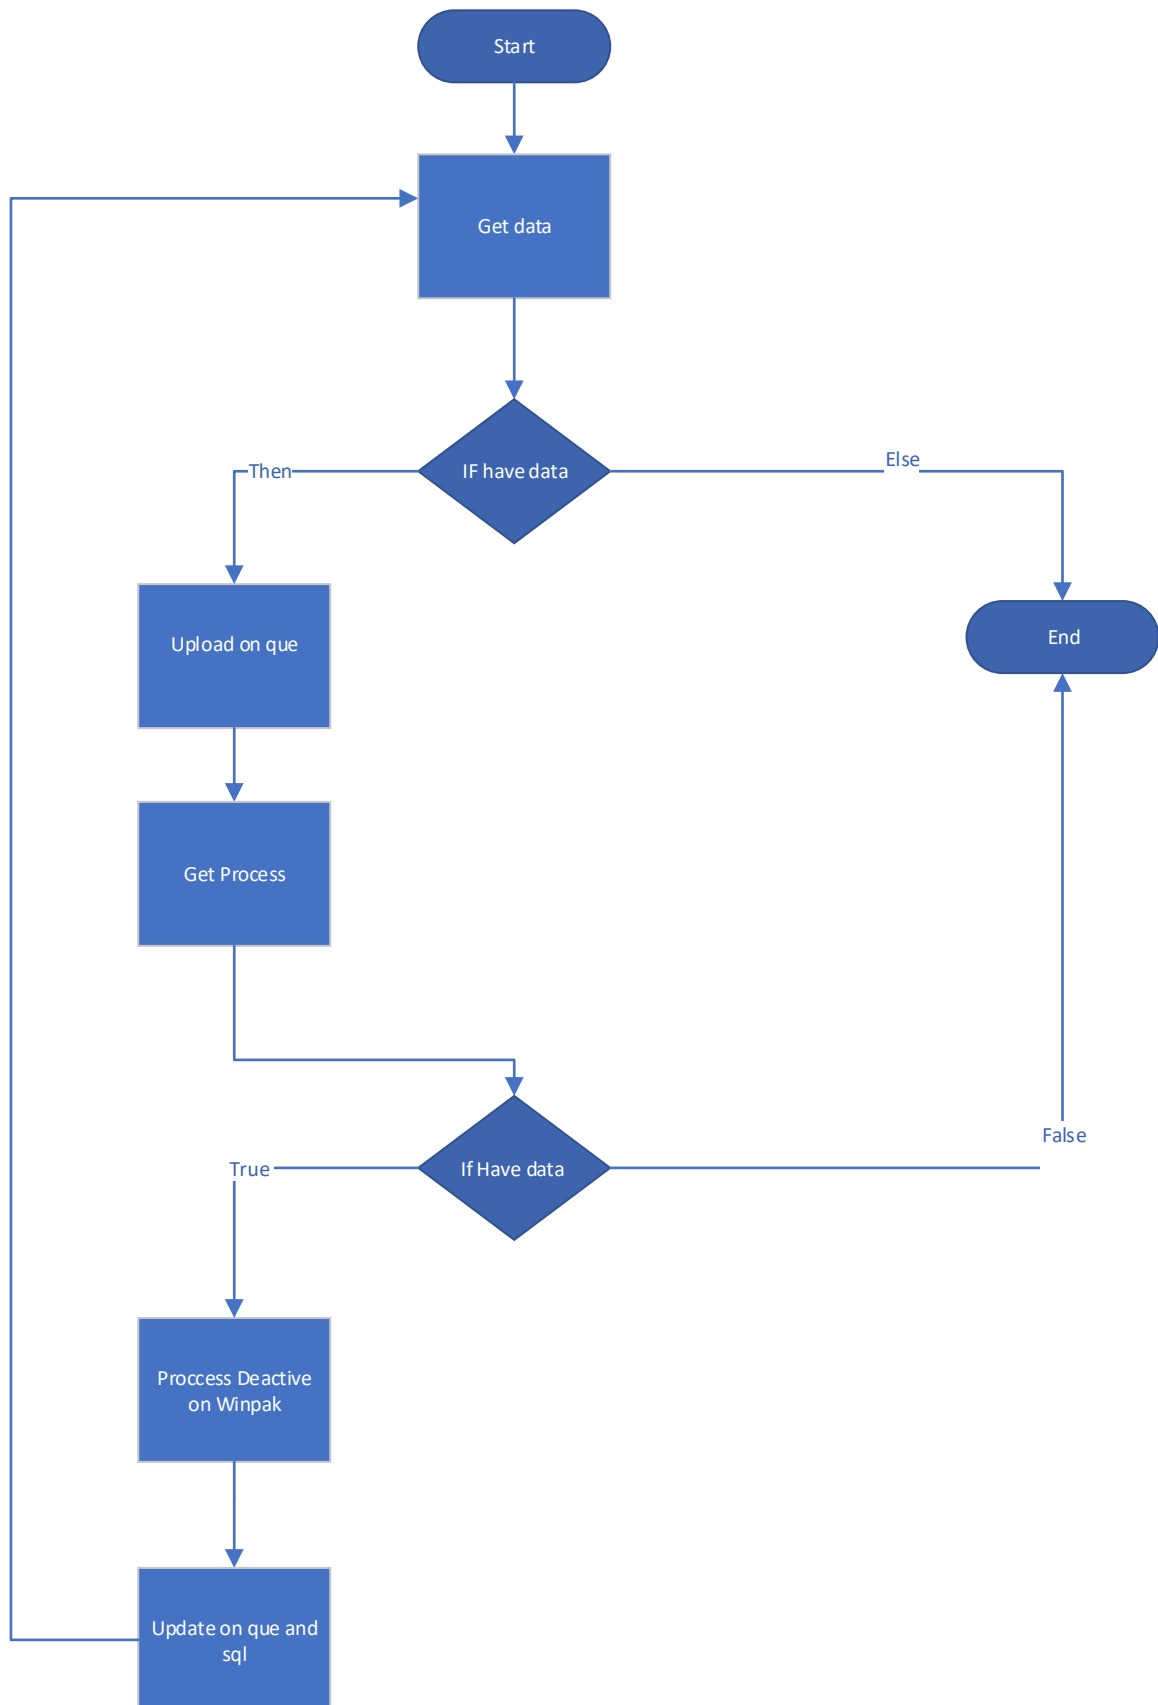 Start
Get data
IF have data
Then
Else
Upload on que
End
Get Process
If Have data
True
False
Proccess Deactive
on Winpak
Update on que and
sql